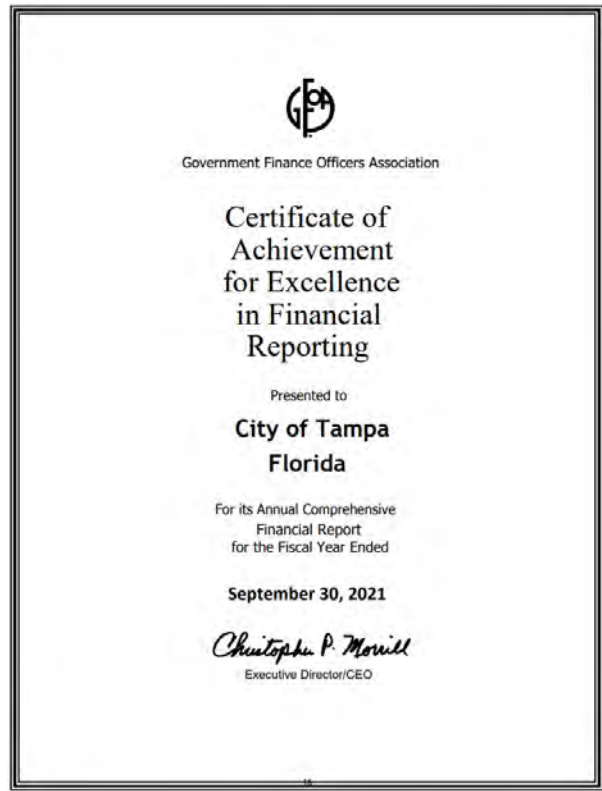 GFOA
Government Finance Officers Association
Certificate of
Achievement
for Excellence
in Financial
Reporting
Presented to
City of Tampa
Florida
For its Annual Comprehensive
Financial Report
for the Fiscal Year Ended
September 30, 2021
Christopher P. Morrill
Executive Director/CEO